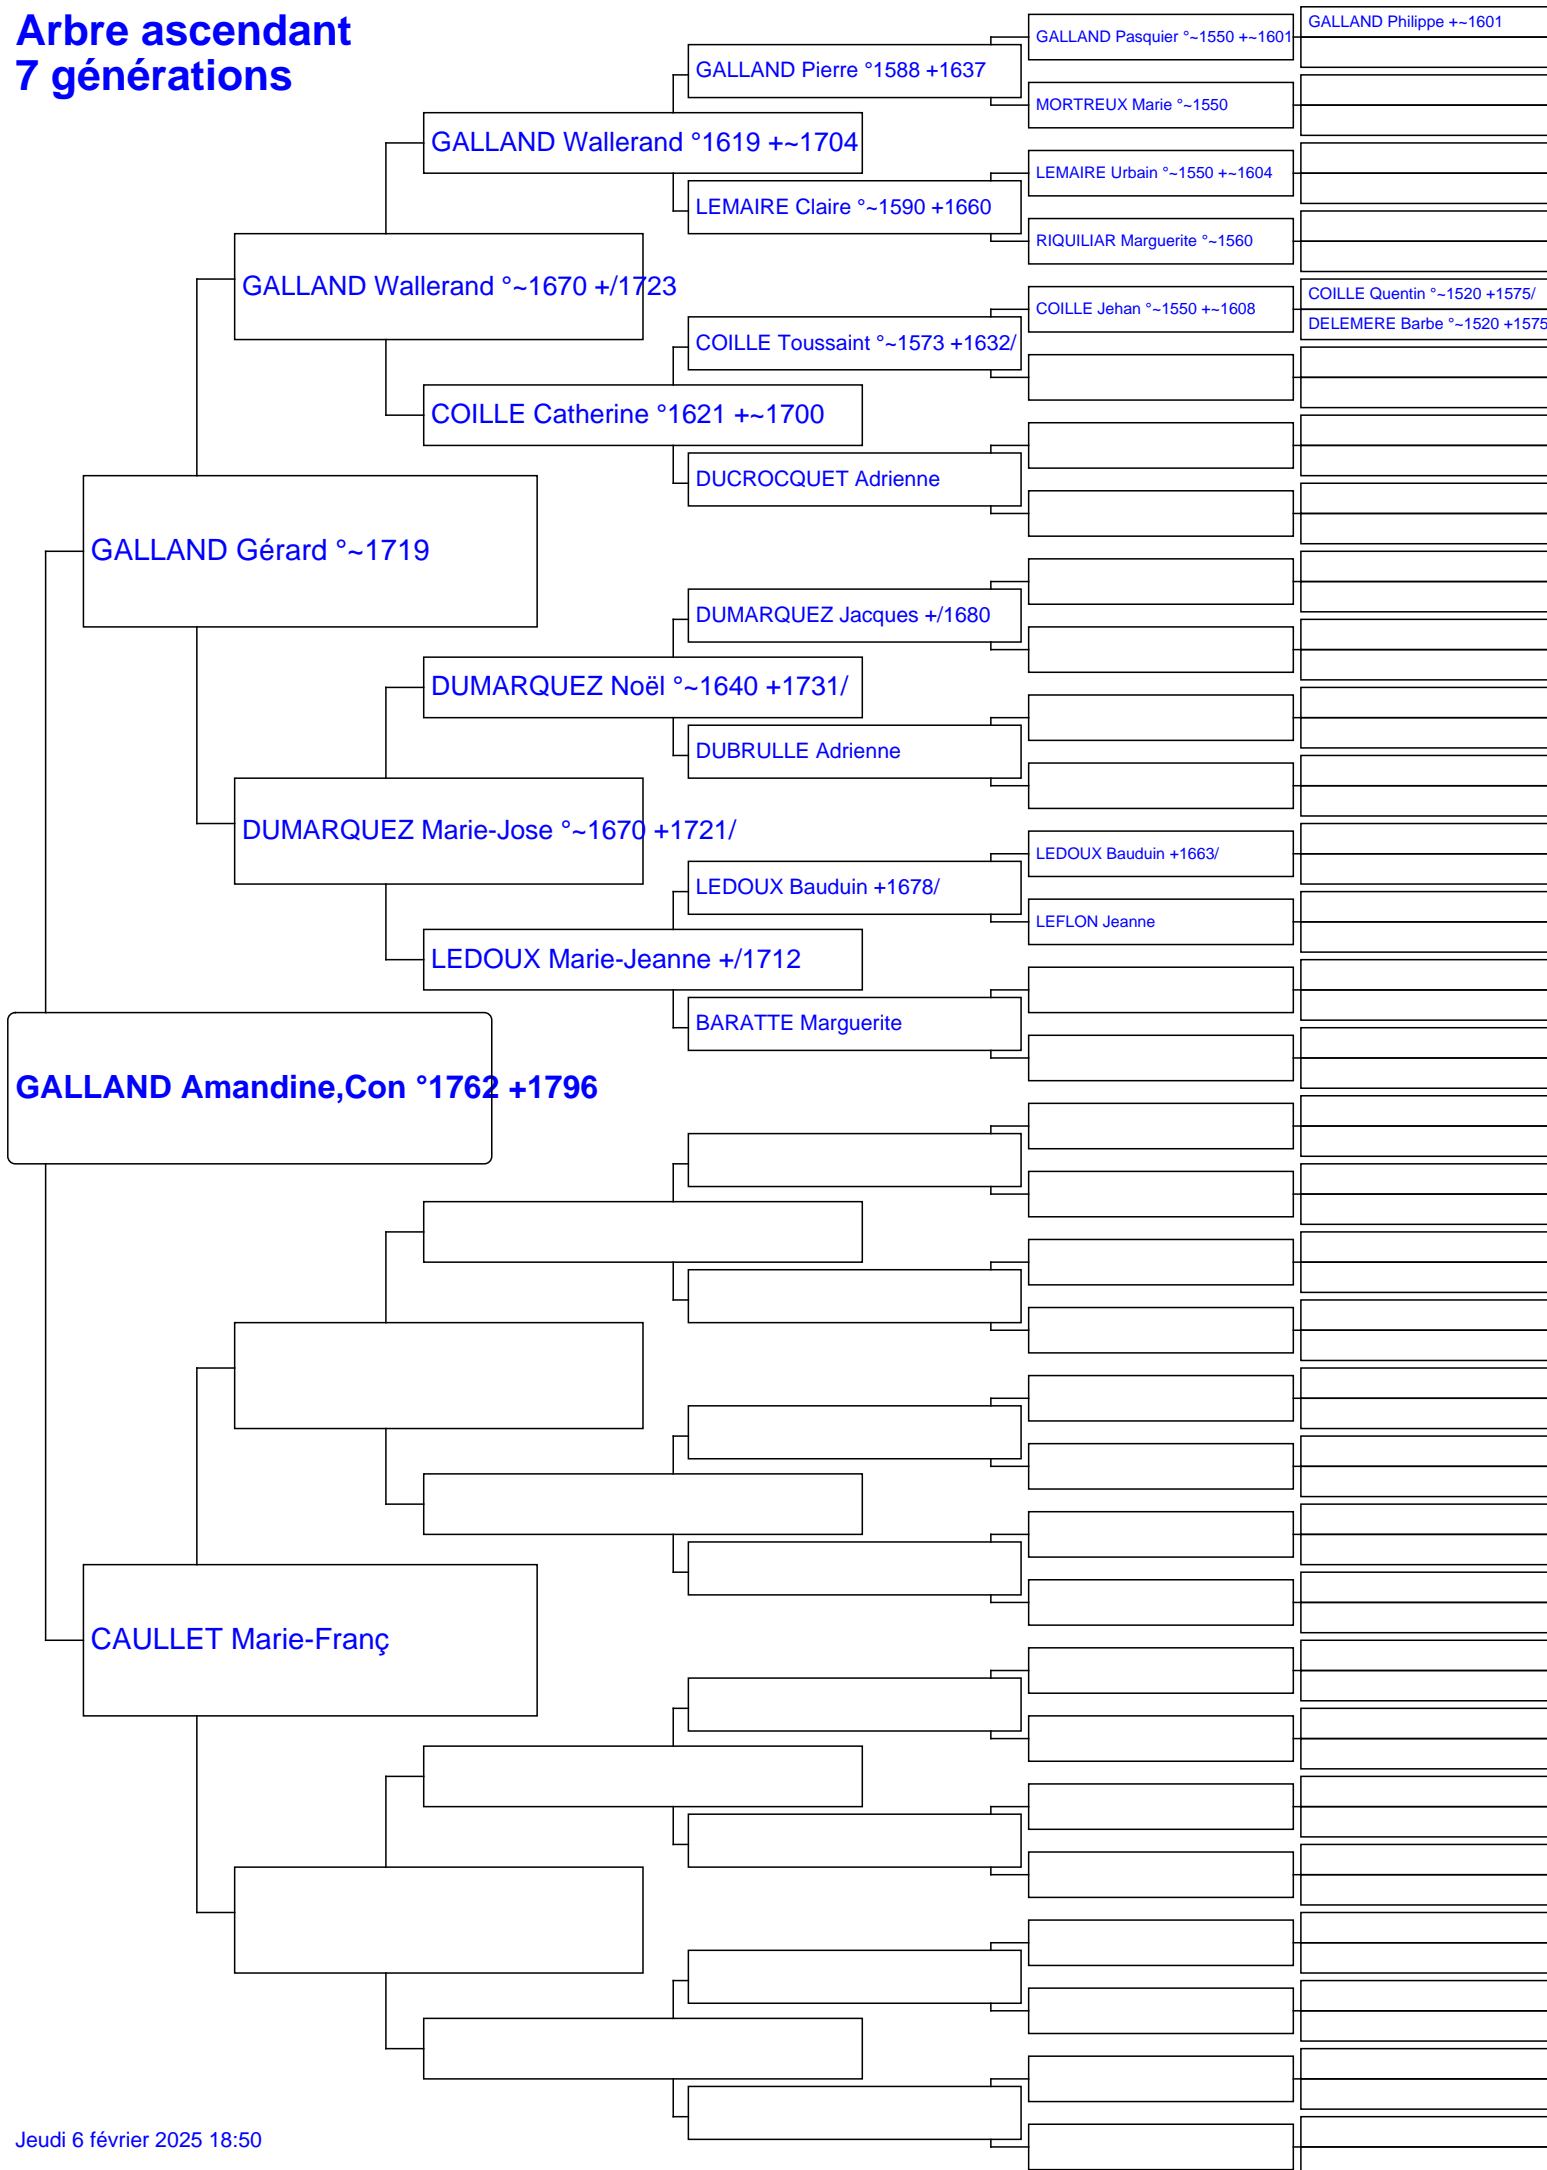 Arbre ascendant
7 générations
GALLAND Philippe +~1601
GALLAND Pasquier °~1550 +~1601
GALLAND Pierre °1588 +1637
MORTREUX Marie °~1550
GALLAND Wallerand °1619 +~1704
LEMAIRE Urbain °~1550 +~1604
LEMAIRE Claire °~1590 +1660
RIQUILIAR Marguerite °~1560
GALLAND Wallerand °~1670 +/1723
COILLE Quentin °~1520 +1575/
COILLE Jehan °~1550 +~1608
DELEMERE Barbe °~1520 +1575
COILLE Toussaint °~1573 +1632/
COILLE Catherine °1621 +~1700
DUCROCQUET Adrienne
GALLAND Gérard °~1719
DUMARQUEZ Jacques +/1680
DUMARQUEZ Noël °~1640 +1731/
DUBRULLE Adrienne
DUMARQUEZ Marie-Jose °~1670 +1721/
LEDOUX Bauduin +1663/
LEDOUX Bauduin +1678/
LEFLON Jeanne
LEDOUX Marie-Jeanne +/1712
BARATTE Marguerite
GALLAND Amandine,Con °1762 +1796
CAULLET Marie-Franç
Jeudi 6 février 2025 18:50